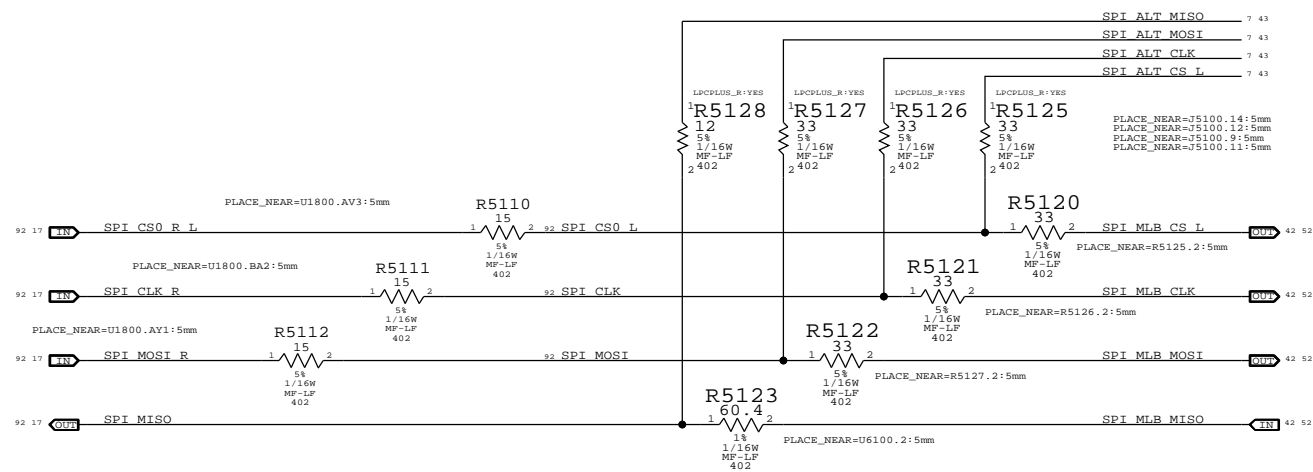 SPI_ALT_MISO 7 43
SPI_ALT_MOSI 7 43
SPI_ALT_CLK 7 43
SPI_ALT_CS_L 7 43
LPCPLUS_R:YES
1
R5128
12
5%
1/16W
MF-LF
402
2
LPCPLUS_R:YES
1
R5127
33
5%
1/16W
MF-LF
402
2
LPCPLUS_R:YES
1
R5126
33
5%
1/16W
MF-LF
402
2
LPCPLUS_R:YES
1
R5125
33
5%
1/16W
MF-LF
402
2
PLACE_NEAR=J5100.14:5mm
PLACE_NEAR=J5100.12:5mm
PLACE_NEAR=J5100.9:5mm
PLACE_NEAR=J5100.11:5mm
PLACE_NEAR=U1800.AV3:5mm
R5110
15
R5120
33
92 17 IN SPI_CS0_R_L 1 2 92 SPI_CS0_L 1 2 SPI_MLB_CS_L OUT 42 52
5%
1/16W
MF-LF
402
5%
1/16W
MF-LF
402
PLACE_NEAR=R5125.2:5mm
PLACE_NEAR=U1800.BA2:5mm
R5111
15
R5121
33
92 17 IN SPI_CLK_R 1 2 92 SPI_CLK 1 2 SPI_MLB_CLK OUT 42 52
5%
1/16W
MF-LF
402
5%
1/16W
MF-LF
402
PLACE_NEAR=R5126.2:5mm
PLACE_NEAR=U1800.AY1:5mm
R5112
15
R5122
33
92 17 IN SPI_MOSI_R 1 2 92 SPI_MOSI 1 2 SPI_MLB_MOSI OUT 42 52
5%
1/16W
MF-LF
402
5%
1/16W
MF-LF
402
PLACE_NEAR=R5127.2:5mm
R5123
60.4
92 17 OUT SPI_MISO 1 2 SPI_MLB_MISO IN 42 52
1%
1/16W
MF-LF
402
PLACE_NEAR=U6100.2:5mm